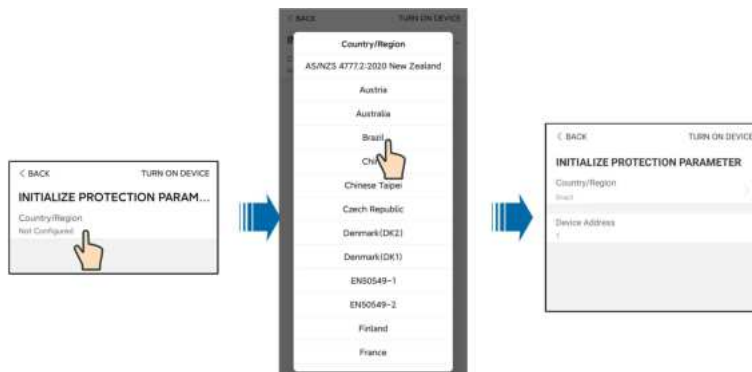 < BACK TURN ON DEVICE
INITIALIZE PROTECTION PARAM...
Country/Region
Not Configured
< BACK TURN ON DEVICE
Country/Region
AS/NZS 4777.2:2020 New Zealand
Austria
Australia
Brazil
Chi
Chinese Taipei
Czech Republic
Denmark(DK2)
Denmark(DK1)
EN50549-1
EN50549-2
Finland
France
< BACK TURN ON DEVICE
INITIALIZE PROTECTION PARAMETER
Country/Region
Brazil
Device Address